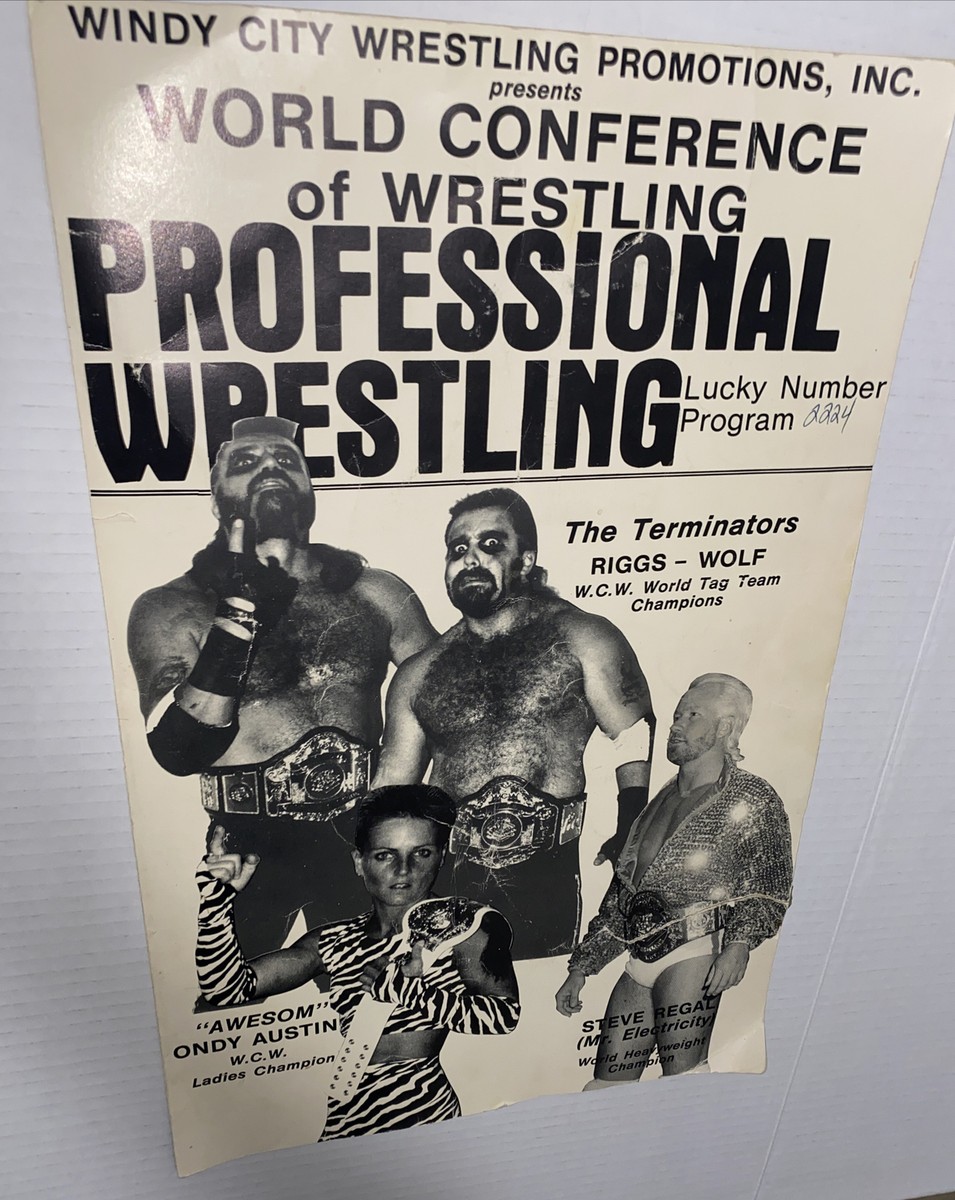 WINDY CITY WRESTLING PROMOTIONS, INC.
presents
WORLD CONFERENCE
of WRESTLING
PROFESSIONAL
WRESTLING
Lucky Number
Program 2224
The Terminators
RIGGS – WOLF
W.C.W. World Tag Team
Champions
"AWESOM"
ONDY AUSTIN
W.C.W.
Ladies Champion
STEVE REGAL
(Mr. Electricity)
World Heavyweight
Champion